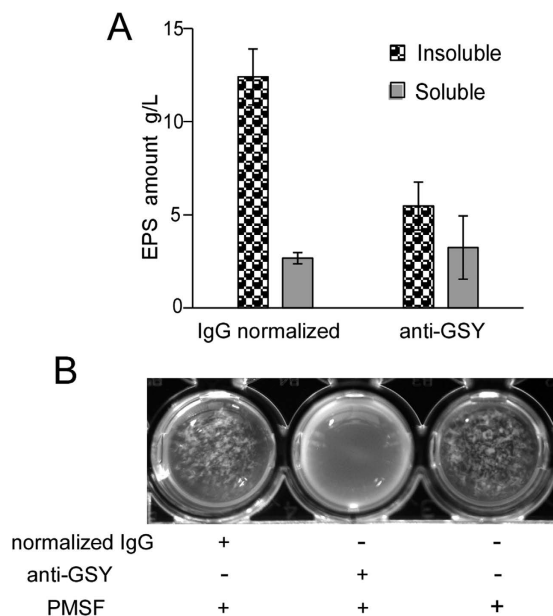 A
15
10
5
0
EPS amount g/L
Insoluble
Soluble
IgG normalized
anti-GSY
B
normalized IgG + - -
anti-GSY - + -
PMSF + + +